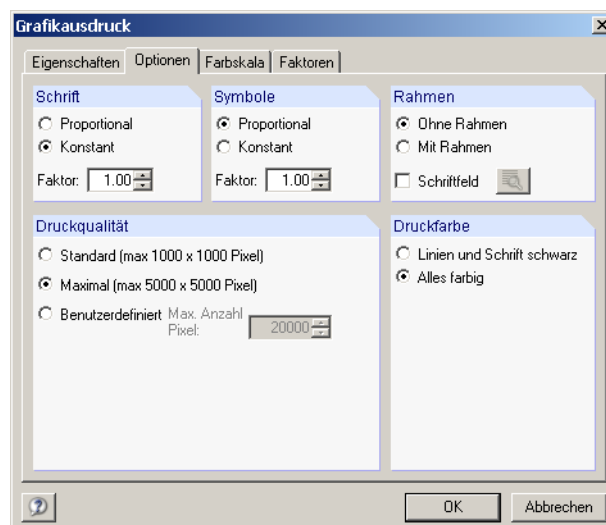 Grafikausdruck
Eigenschaften Optionen Farbskala Faktoren
Schrift
Proportional
Konstant
Faktor: 1.00
Symbole
Proportional
Konstant
Faktor: 1.00
Rahmen
Ohne Rahmen
Mit Rahmen
Schriftfeld
Druckqualität
Standard (max 1000 x 1000 Pixel)
Maximal (max 5000 x 5000 Pixel)
Benutzerdefiniert Max. Anzahl
Pixel: 20000
Druckfarbe
Linien und Schrift schwarz
Alles farbig
OK Abbrechen